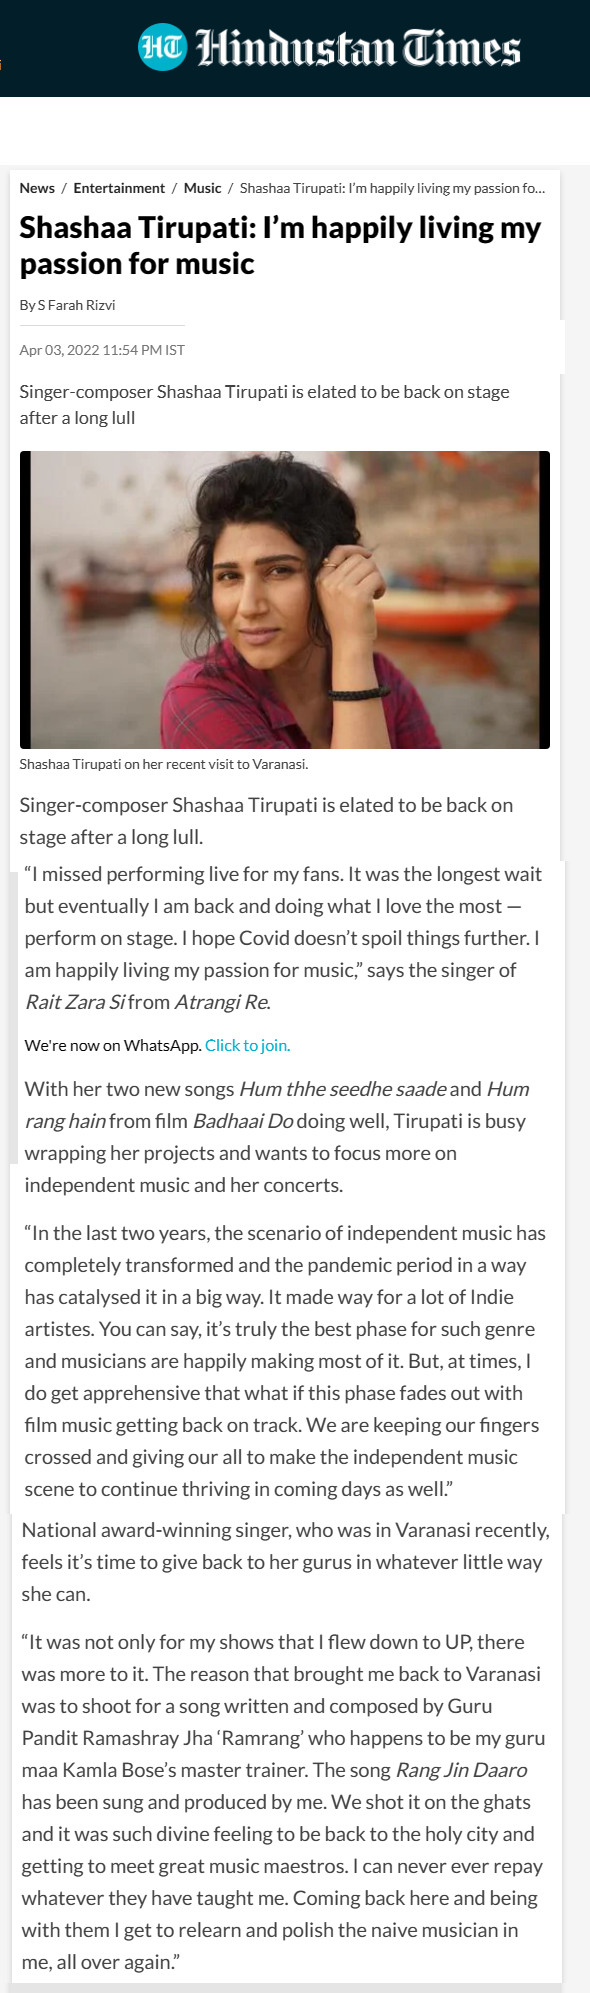 i
HT Hindustan Times
News / Entertainment / Music / Shashaa Tirupati: I'm happily living my passion fo...
Shashaa Tirupati: I'm happily living my
passion for music
By S Farah Rizvi
Apr 03, 2022 11:54 PM IST
Singer-composer Shashaa Tirupati is elated to be back on stage
after a long lull
Shashaa Tirupati on her recent visit to Varanasi.
Singer-composer Shashaa Tirupati is elated to be back on
stage after a long lull.
“I missed performing live for my fans. It was the longest wait
but eventually I am back and doing what I love the most —
perform on stage. I hope Covid doesn’t spoil things further. I
am happily living my passion for music,” says the singer of
Rait Zara Si from Atrangi Re.
We're now on WhatsApp. Click to join.
With her two new songs Hum thhe seedhe saade and Hum
rang hain from film Badhaai Do doing well, Tirupati is busy
wrapping her projects and wants to focus more on
independent music and her concerts.
“In the last two years, the scenario of independent music has
completely transformed and the pandemic period in a way
has catalysed it in a big way. It made way for a lot of Indie
artistes. You can say, it’s truly the best phase for such genre
and musicians are happily making most of it. But, at times, I
do get apprehensive that what if this phase fades out with
film music getting back on track. We are keeping our fingers
crossed and giving our all to make the independent music
scene to continue thriving in coming days as well.”
National award-winning singer, who was in Varanasi recently,
feels it’s time to give back to her gurus in whatever little way
she can.
“It was not only for my shows that I flew down to UP, there
was more to it. The reason that brought me back to Varanasi
was to shoot for a song written and composed by Guru
Pandit Ramashray Jha ‘Ramrang’ who happens to be my guru
maa Kamla Bose’s master trainer. The song Rang Jin Daaro
has been sung and produced by me. We shot it on the ghats
and it was such divine feeling to be back to the holy city and
getting to meet great music maestros. I can never ever repay
whatever they have taught me. Coming back here and being
with them I get to relearn and polish the naive musician in
me, all over again.”